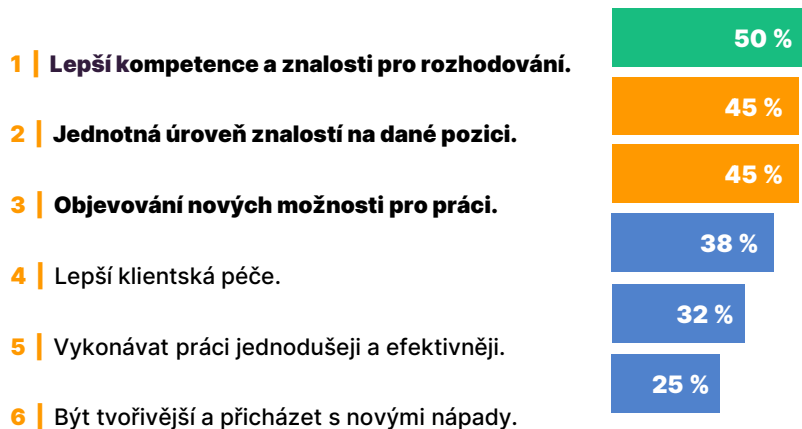 50 %
1 | Lepší kompetence a znalosti pro rozhodování.
45 %
2 | Jednotná úroveň znalostí na dané pozici.
45 %
3 | Objevování nových možnosti pro práci.
38 %
4 | Lepší klientská péče.
32 %
5 | Vykonávat práci jednodušeji a efektivněji.
25 %
6 | Být tvořivější a přicházet s novými nápady.